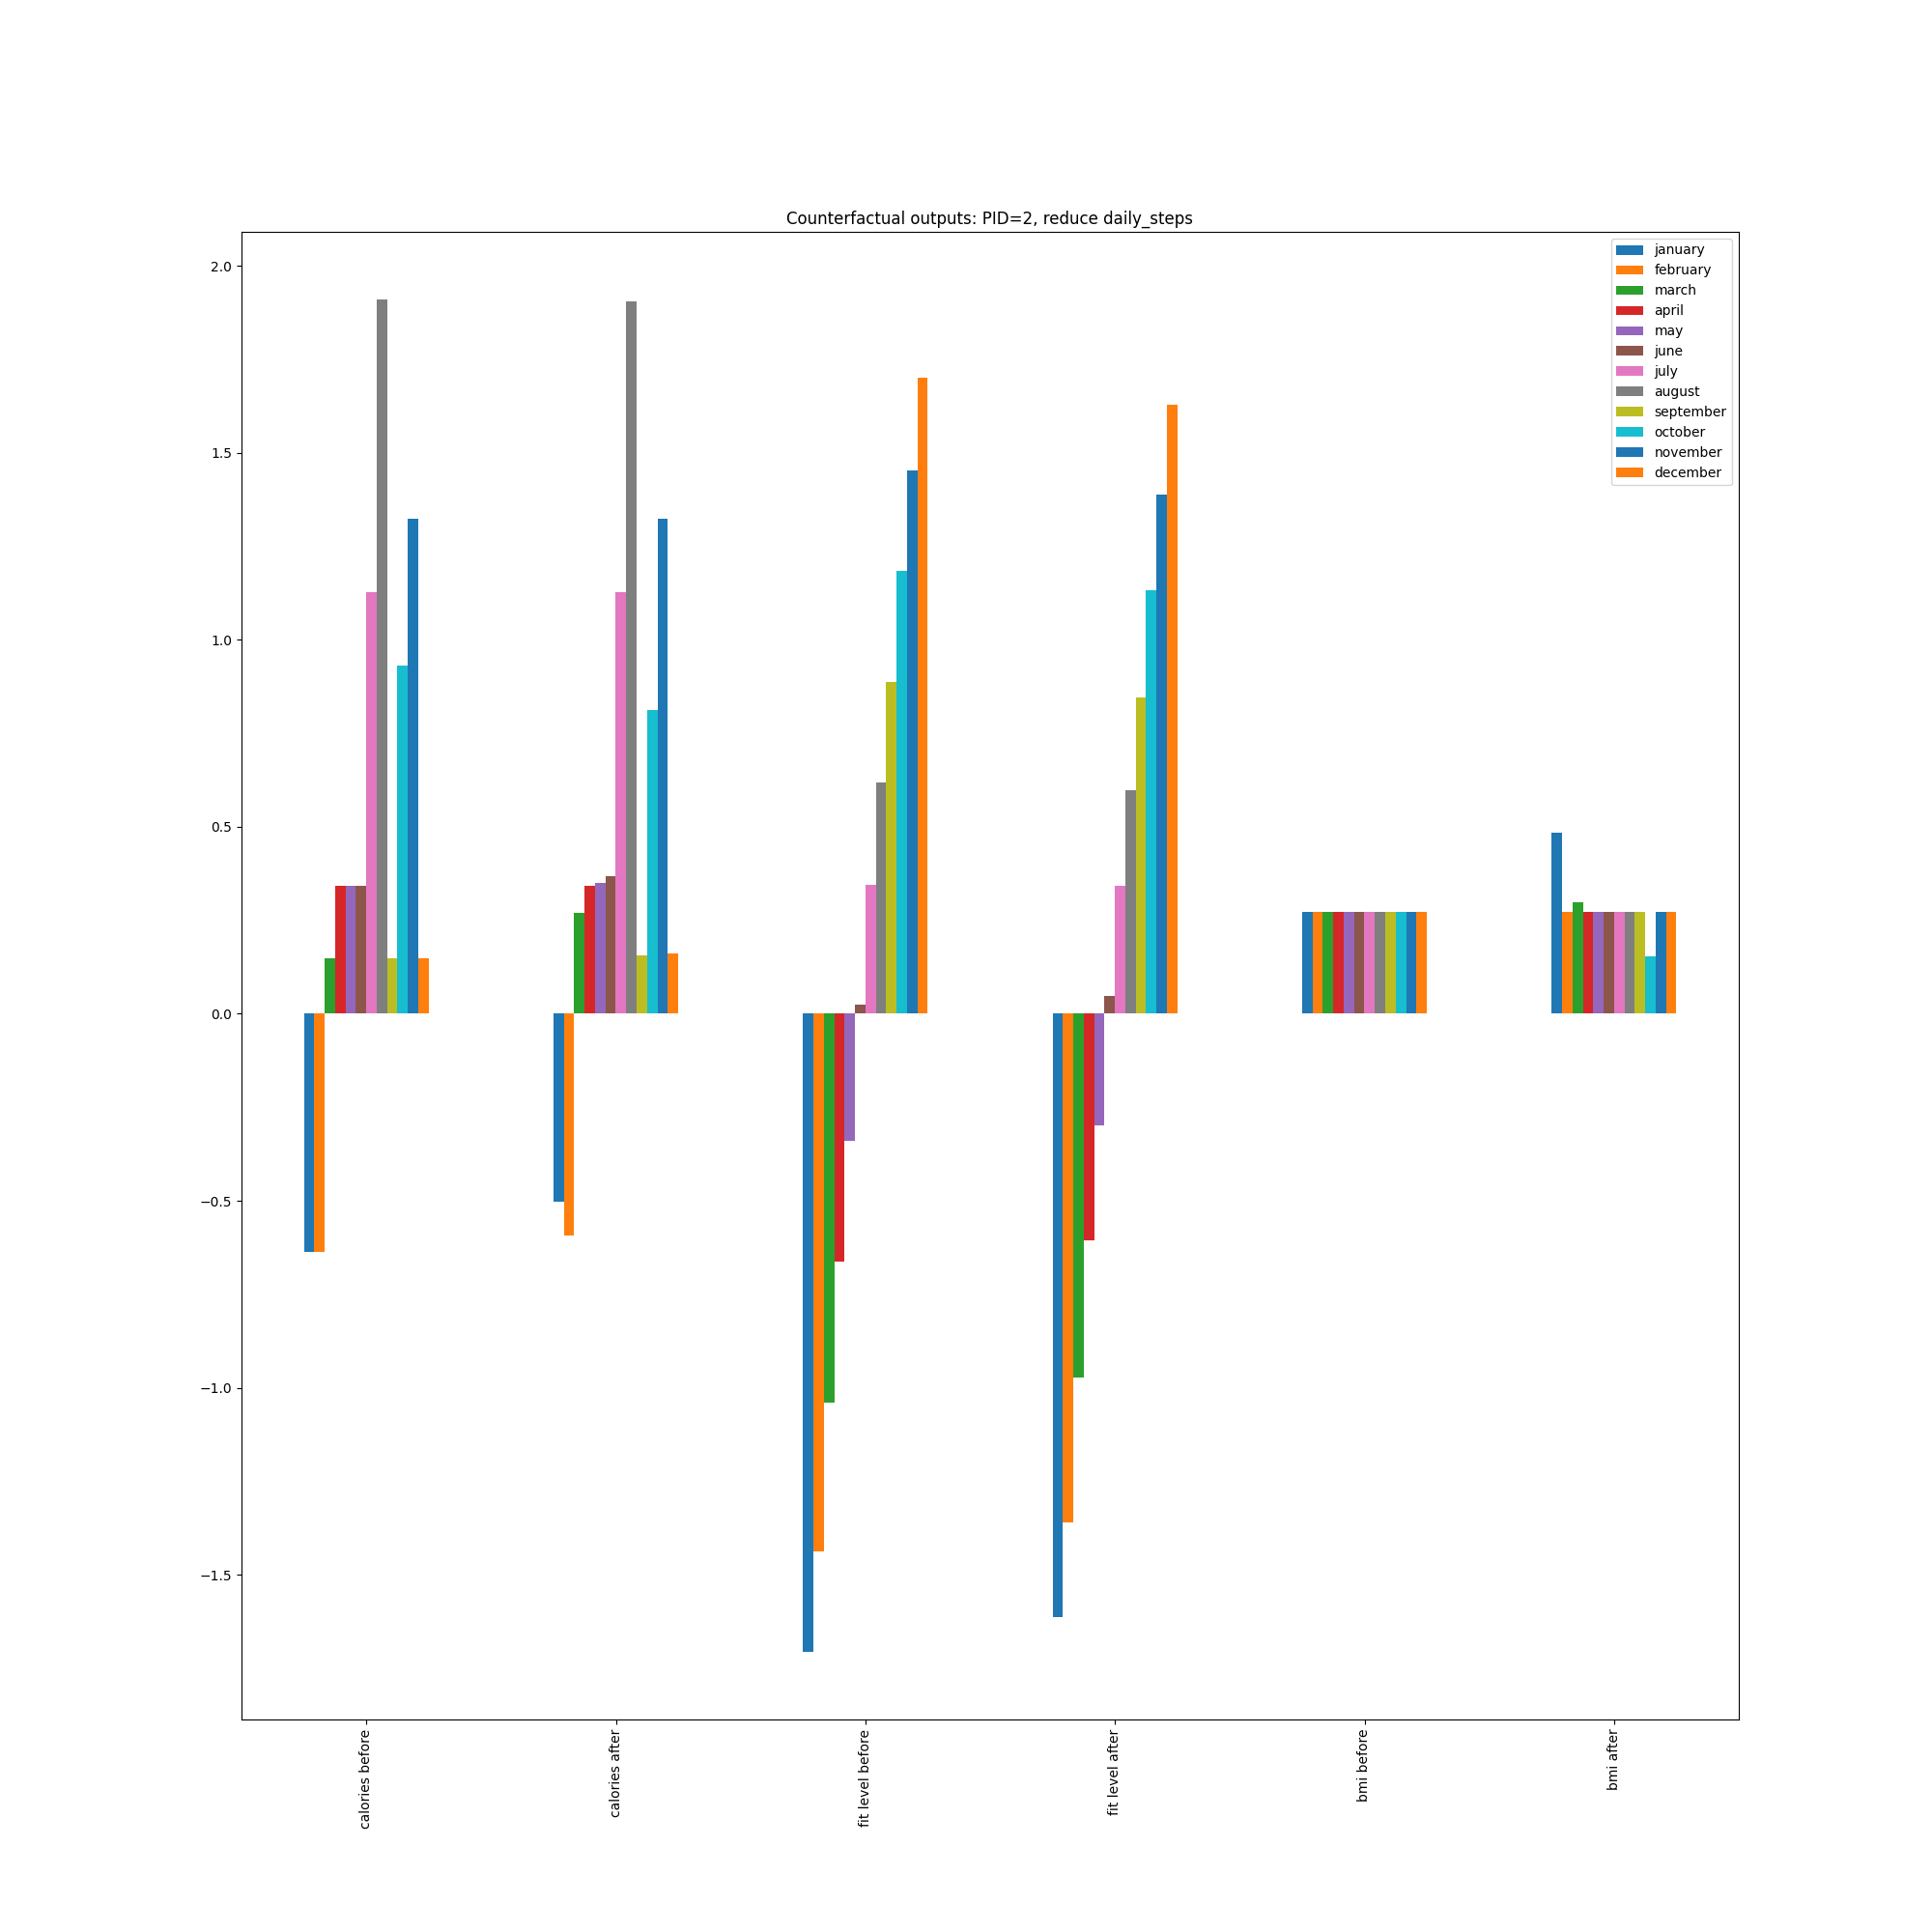 Counterfactual outputs: PID=2, reduce daily_steps
january
february
march
april
may
june
july
august
september
october
november
december
2.0
1.5
1.0
0.5
0.0
−0.5
−1.0
−1.5
calories before
calories after
fit level before
fit level after
bmi before
bmi after